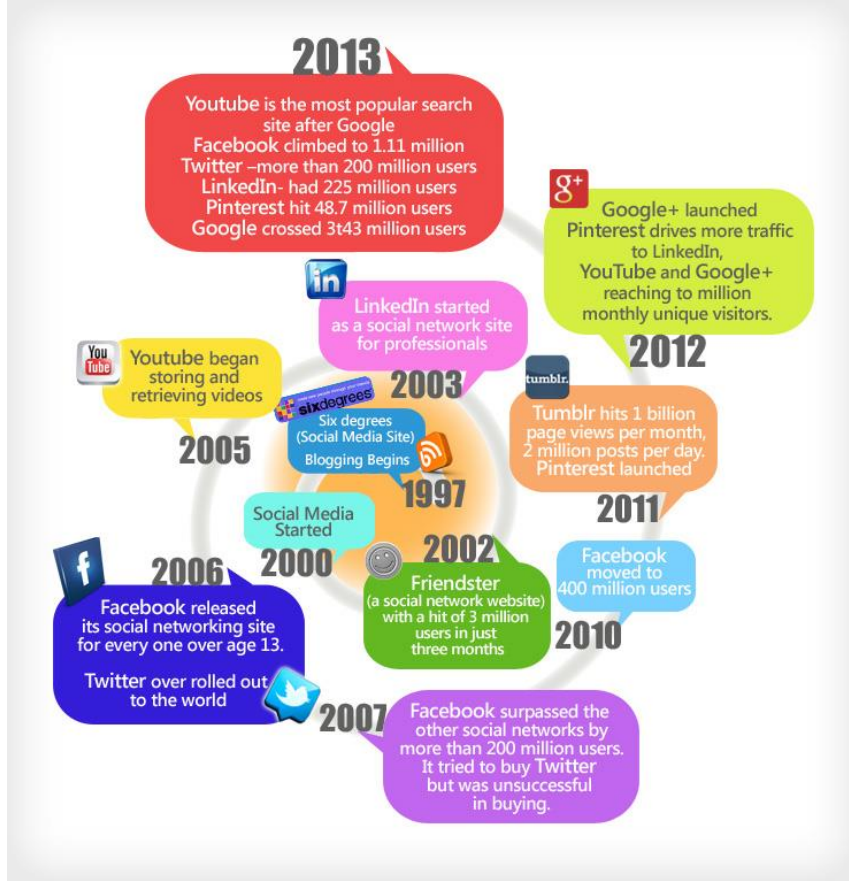 2013
Youtube is the most popular search
site after Google
Facebook climbed to 1.11 million
Twitter –more than 200 million users
LinkedIn- had 225 million users
Pinterest hit 48.7 million users
Google crossed 3t43 million users
g+
Google+ launched
Pinterest drives more traffic
to LinkedIn,
YouTube and Google+
reaching to million
monthly unique visitors.
2012
in
LinkedIn started
as a social network site
for professionals
2003
You
Tube
Youtube began
storing and
retrieving videos
2005
sixdegrees
Six degrees
(Social Media Site)
Blogging Begins
1997
tumblr.
Tumblr hits 1 billion
page views per month,
2 million posts per day.
Pinterest launched
2011
Social Media
Started
2000
2002
Friendster
(a social network website)
with a hit of 3 million
users in just
three months
Facebook
moved to
400 million users
2010
f
2006
Facebook released
its social networking site
for every one over age 13.
Twitter over rolled out
to the world
2007
Facebook surpassed the
other social networks by
more than 200 million users.
It tried to buy Twitter
but was unsuccessful
in buying.